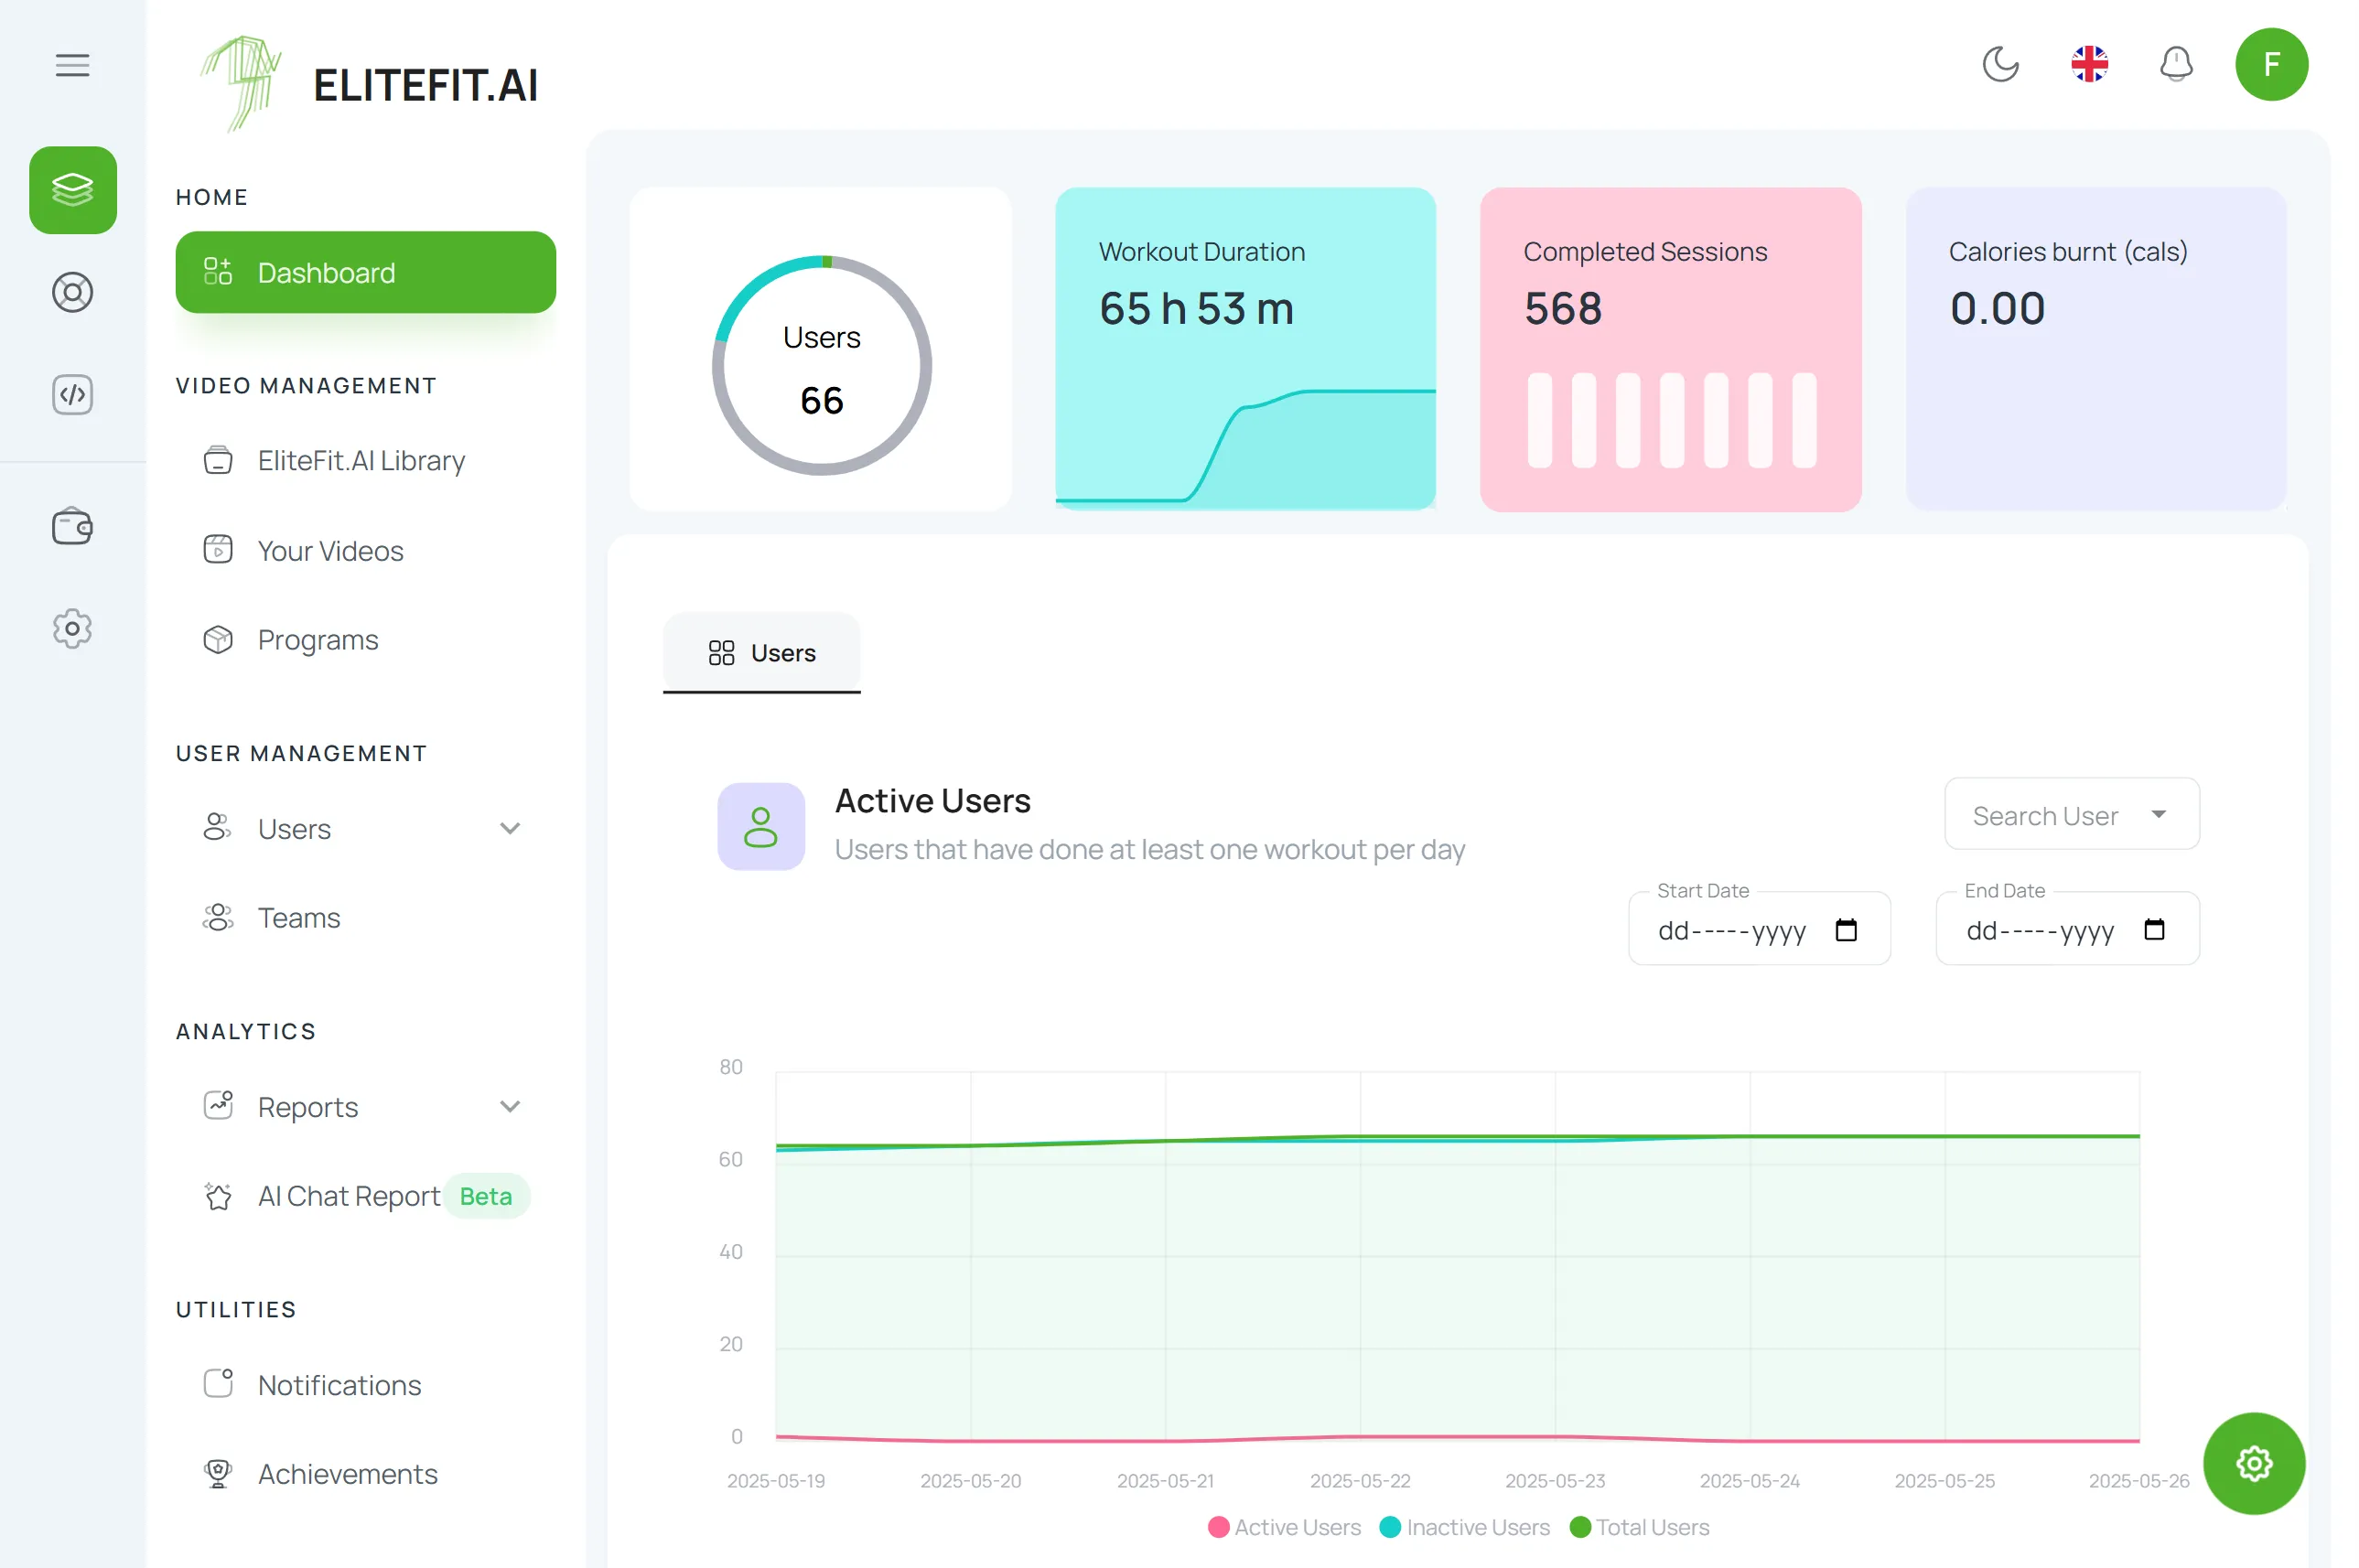 ELITEFIT.AI
F
HOME
Dashboard
VIDEO MANAGEMENT
EliteFit.AI Library
Your Videos
Programs
USER MANAGEMENT
Users
Teams
ANALYTICS
Reports
AI Chat Report Beta
UTILITIES
Notifications
Achievements
Users
66
Workout Duration
65 h 53 m
Completed Sessions
568
Calories burnt (cals)
0.00
Users
Active Users
Users that have done at least one workout per day
Search User
Start Date
dd-----yyyy
End Date
dd-----yyyy
80
60
40
20
0
2025-05-19 2025-05-20 2025-05-21 2025-05-22 2025-05-23 2025-05-24 2025-05-25 2025-05-26
Active Users Inactive Users Total Users